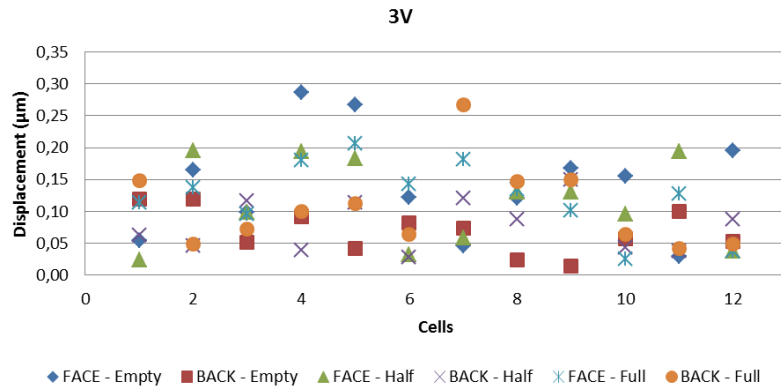 3V
0,35
0,30
0,25
0,20
0,15
0,10
0,05
0,00
Displacement (µm)
0 2 4 6 8 10 12
Cells
FACE - Empty BACK - Empty FACE - Half BACK - Half FACE - Full BACK - Full